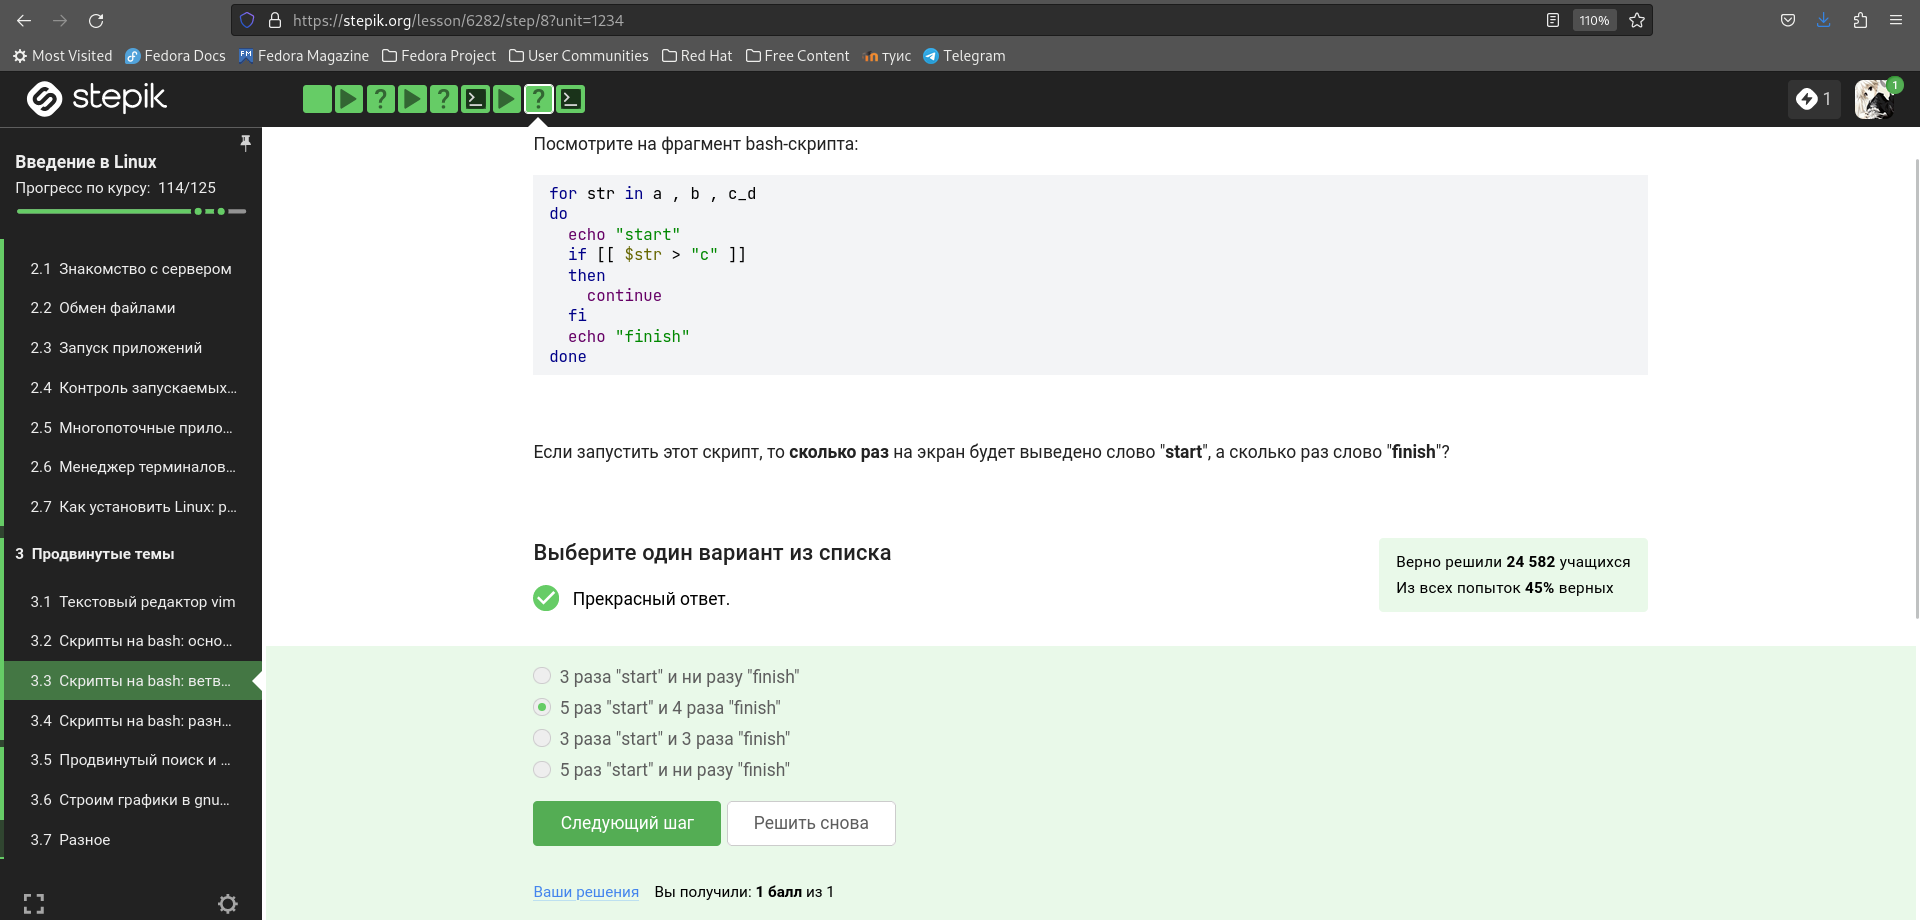 https://stepik.org/lesson/6282/step/8?unit=1234
110%
Most Visited
Fedora Docs
Fedora Magazine
Fedora Project
User Communities
Red Hat
Free Content
туис
Telegram
stepik
1
1
Введение в Linux
Прогресс по курсу: 114/125
2.1 Знакомство с сервером
2.2 Обмен файлами
2.3 Запуск приложений
2.4 Контроль запускаемых...
2.5 Многопоточные прило...
2.6 Менеджер терминалов...
2.7 Как установить Linux: р...
3 Продвинутые темы
3.1 Текстовый редактор vim
3.2 Скрипты на bash: осно...
3.3 Скрипты на bash: ветв...
3.4 Скрипты на bash: разн...
3.5 Продвинутый поиск и ...
3.6 Строим графики в gnu...
3.7 Разное
Посмотрите на фрагмент bash-скрипта:
for str in a , b , c_d
do
  echo "start"
  if [[ $str > "c" ]]
  then
    continue
  fi
  echo "finish"
done
Если запустить этот скрипт, то сколько раз на экран будет выведено слово "start", а сколько раз слово "finish"?
Выберите один вариант из списка
Прекрасный ответ.
Верно решили 24 582 учащихся
Из всех попыток 45% верных
3 раза "start" и ни разу "finish"
5 раз "start" и 4 раза "finish"
3 раза "start" и 3 раза "finish"
5 раз "start" и ни разу "finish"
Следующий шаг
Решить снова
Ваши решения Вы получили: 1 балл из 1